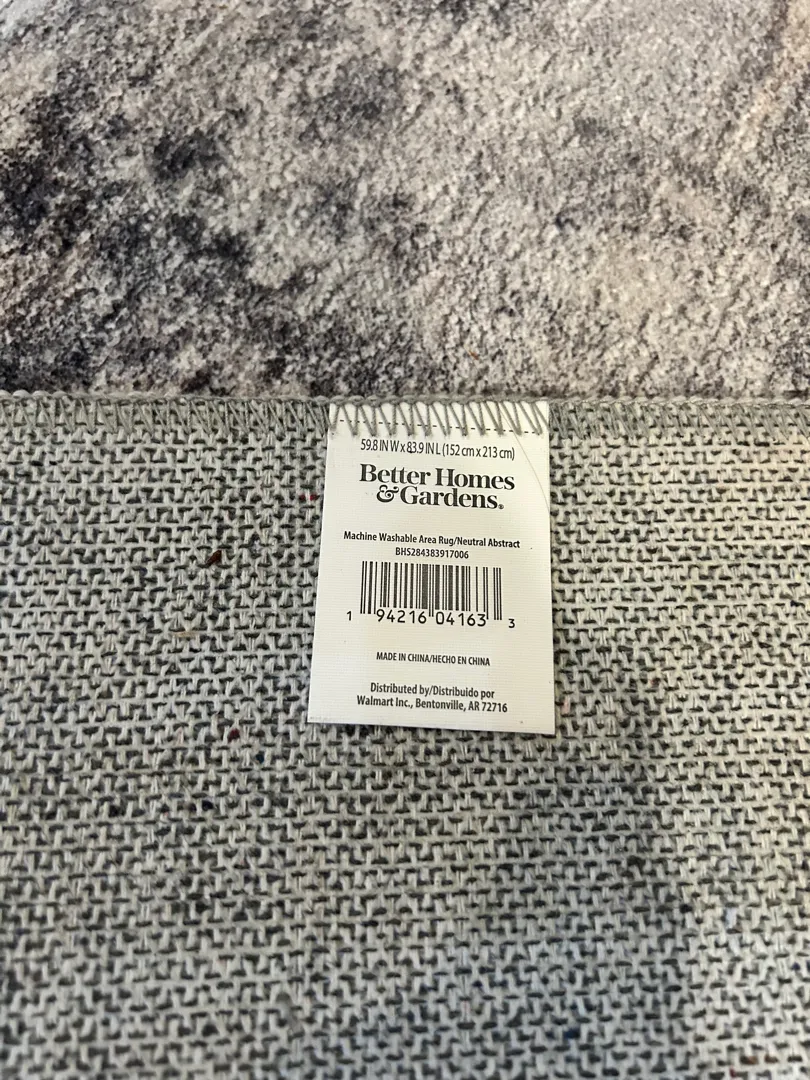 59.8 IN W x 83.9 IN L (152 cm x 213 cm)
Better Homes
& Gardens®
Machine Washable Area Rug/Neutral Abstract
BHS284383917006
1 94216 04163 3
MADE IN CHINA/HECHO EN CHINA
Distributed by/Distribuido por
Walmart Inc., Bentonville, AR 72716